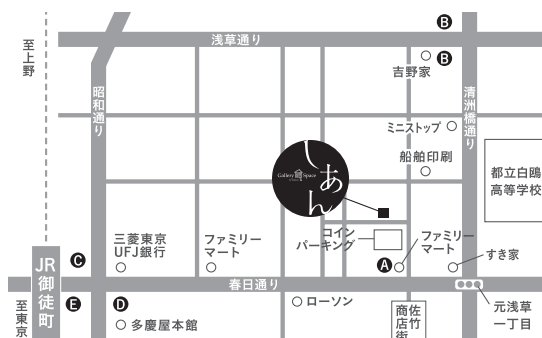 B
浅草通り
至上野
吉野家
B
昭和通り
清洲橋通り
ミニストップ
船舶印刷
Gallery Space
しあん
都立白鴎
高等学校
コイン
パーキング
三菱東京
UFJ銀行
ファミリー
マート
ファミリー
マート
すき家
A
C
JR御徒町
春日通り
E
D
至東京
多慶屋本館
ローソン
佐竹
商店街
元浅草
一丁目